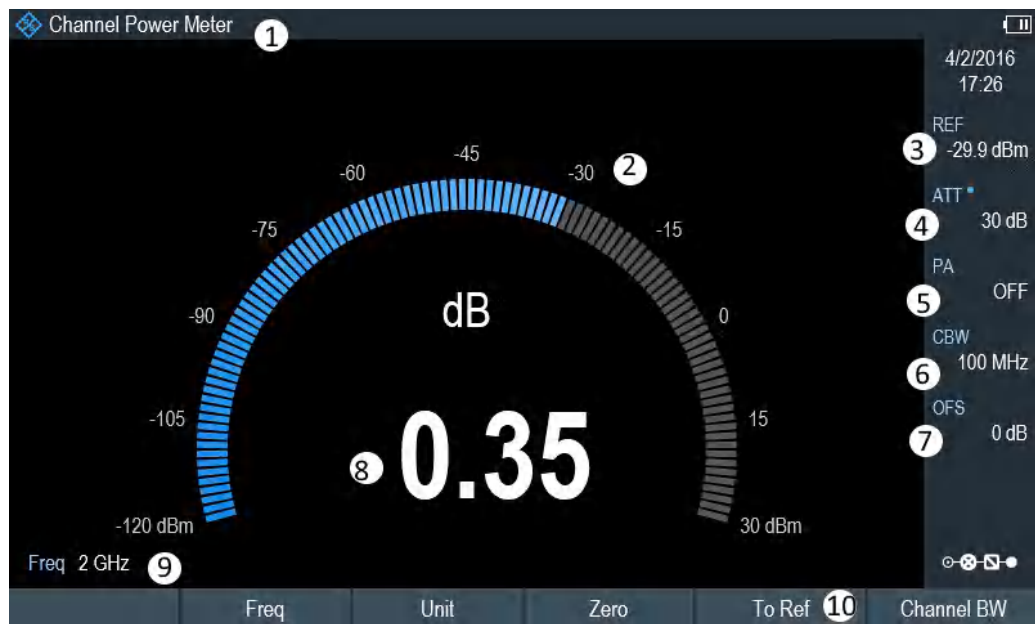 Channel Power Meter
1
4/2/2016
17:26
REF
3
-29.9 dBm
ATT
4
30 dB
PA
5
OFF
CBW
6
100 MHz
OFS
7
0 dB
-45
-60
-30
2
-75
-15
-90
dB
0
-105
15
8
0.35
-120 dBm
30 dBm
Freq 2 GHz
9
Freq
Unit
Zero
To Ref
10
Channel BW